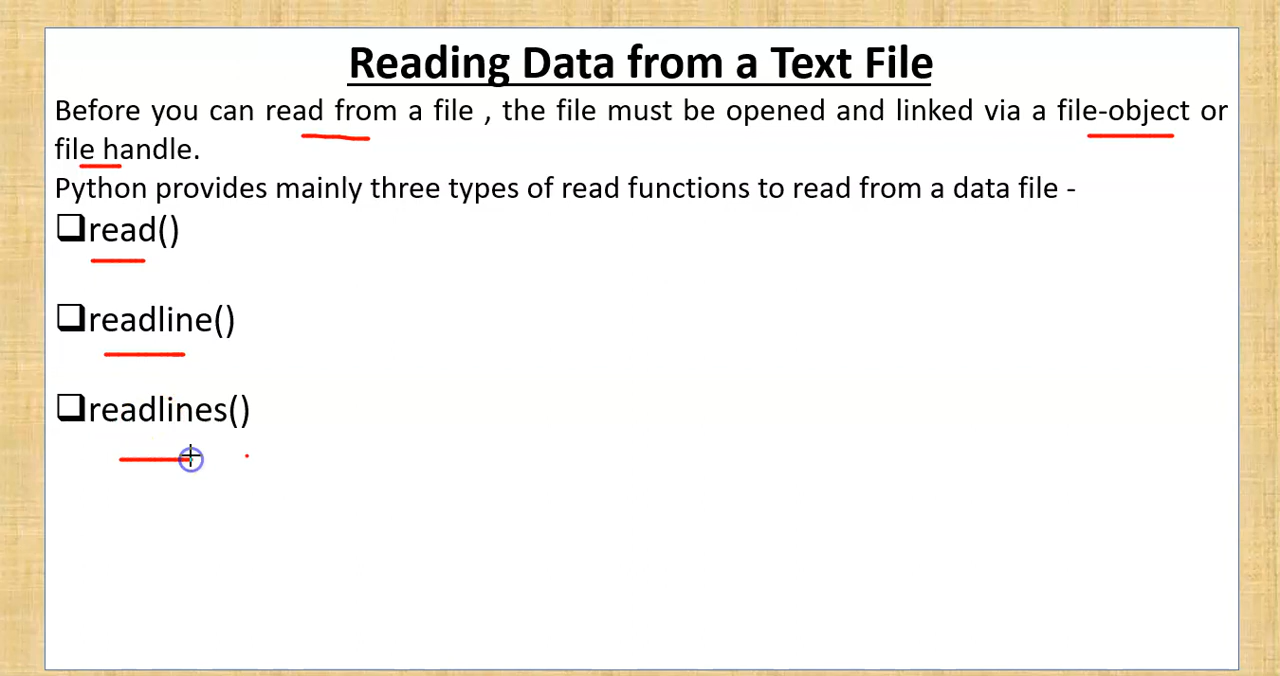 Reading Data from a Text File
Before you can read from a file , the file must be opened and linked via a file-object or
file handle.
Python provides mainly three types of read functions to read from a data file -
read()
readline()
readlines()